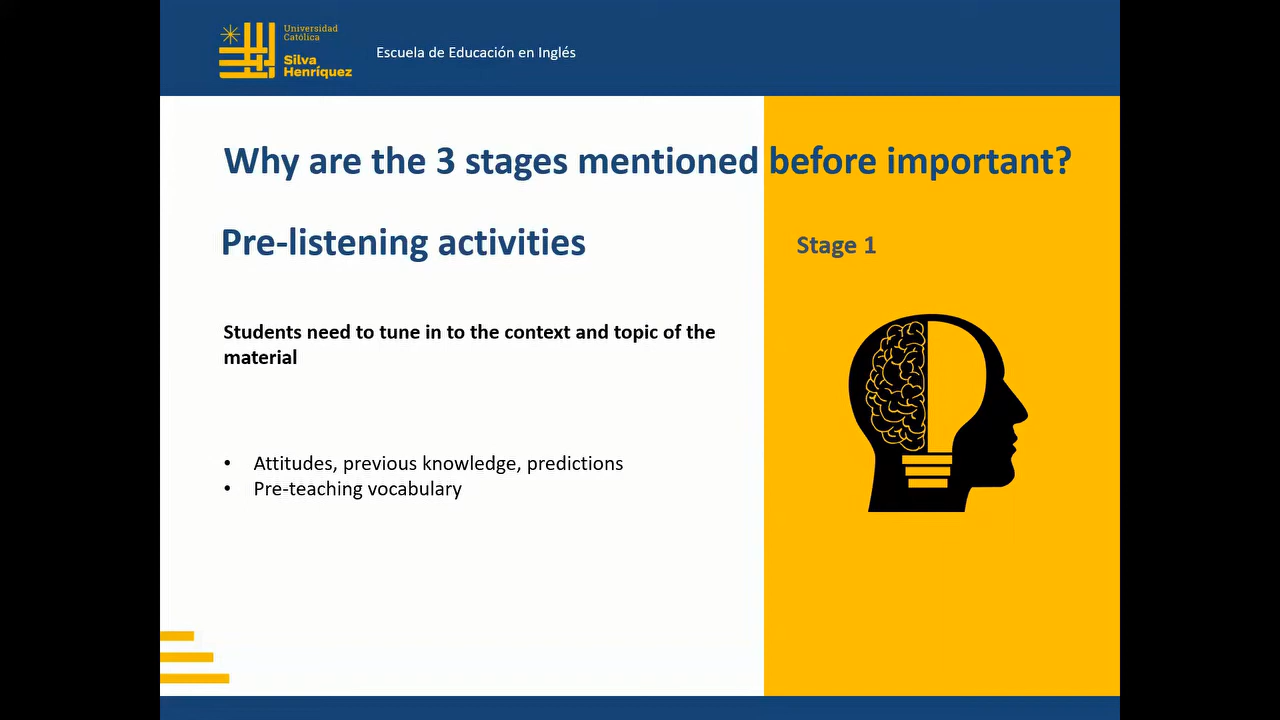 Universidad
Católica
Silva
Henríquez
Escuela de Educación en Inglés
Why are the 3 stages mentioned before important?
Pre-listening activities
Stage 1
Students need to tune in to the context and topic of the
material
• Attitudes, previous knowledge, predictions
• Pre-teaching vocabulary